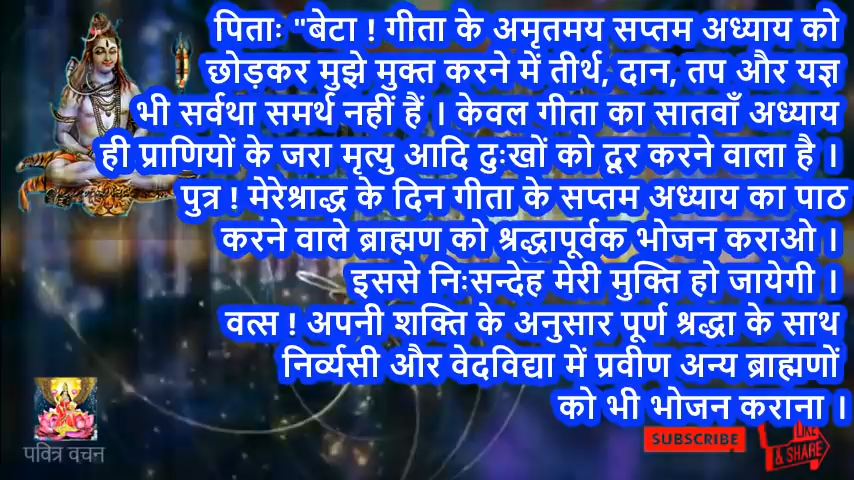 पिताः "बेटा ! गीता के अमृतमय सप्तम अध्याय को
छोड़कर मुझे मुक्त करने में तीर्थ, दान, तप और यज्ञ
भी सर्वथा समर्थ नहीं हैं । केवल गीता का सातवाँ अध्याय
ही प्राणियों के जरा मृत्यु आदि दुःखों को दूर करने वाला है ।
पुत्र ! मेरेश्राद्ध के दिन गीता के सप्तम अध्याय का पाठ
करने वाले ब्राह्मण को श्रद्धापूर्वक भोजन कराओ ।
इससे निःसन्देह मेरी मुक्ति हो जायेगी ।
वत्स ! अपनी शक्ति के अनुसार पूर्ण श्रद्धा के साथ
निर्व्यसी और वेदविद्या में प्रवीण अन्य ब्राह्मणों
को भी भोजन कराना ।
पवित्र वचन
SUBSCRIBE
LIKE
& SHARE